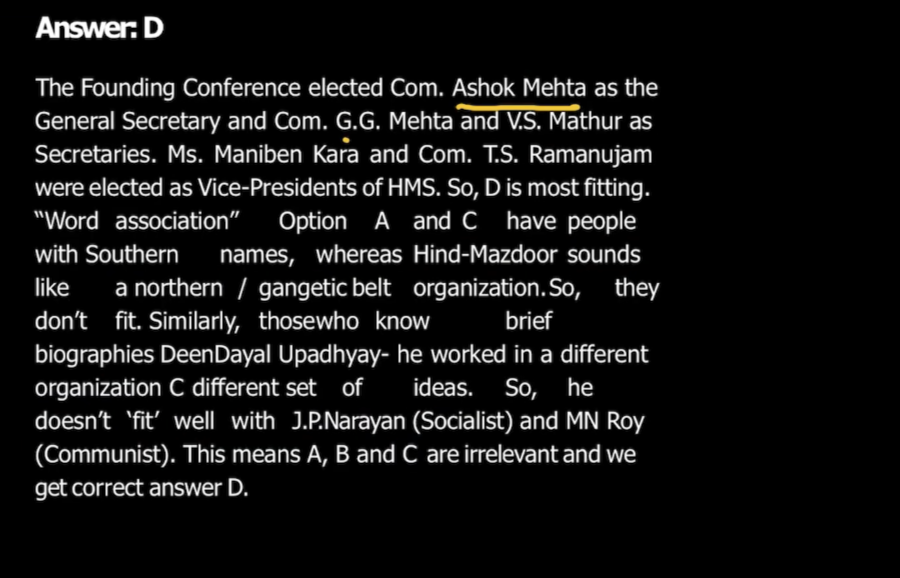 Answer: D
The Founding Conference elected Com. Ashok Mehta as the
General Secretary and Com. G.G. Mehta and V.S. Mathur as
Secretaries. Ms. Maniben Kara and Com. T.S. Ramanujam
were elected as Vice-Presidents of HMS. So, D is most fitting.
“Word association” Option A and C have people
with Southern names, whereas Hind-Mazdoor sounds
like a northern / gangetic belt organization. So, they
don’t fit. Similarly, thosewho know brief
biographies DeenDayal Upadhyay- he worked in a different
organization C different set of ideas. So, he
doesn’t ‘fit’ well with J.P.Narayan (Socialist) and MN Roy
(Communist). This means A, B and C are irrelevant and we
get correct answer D.